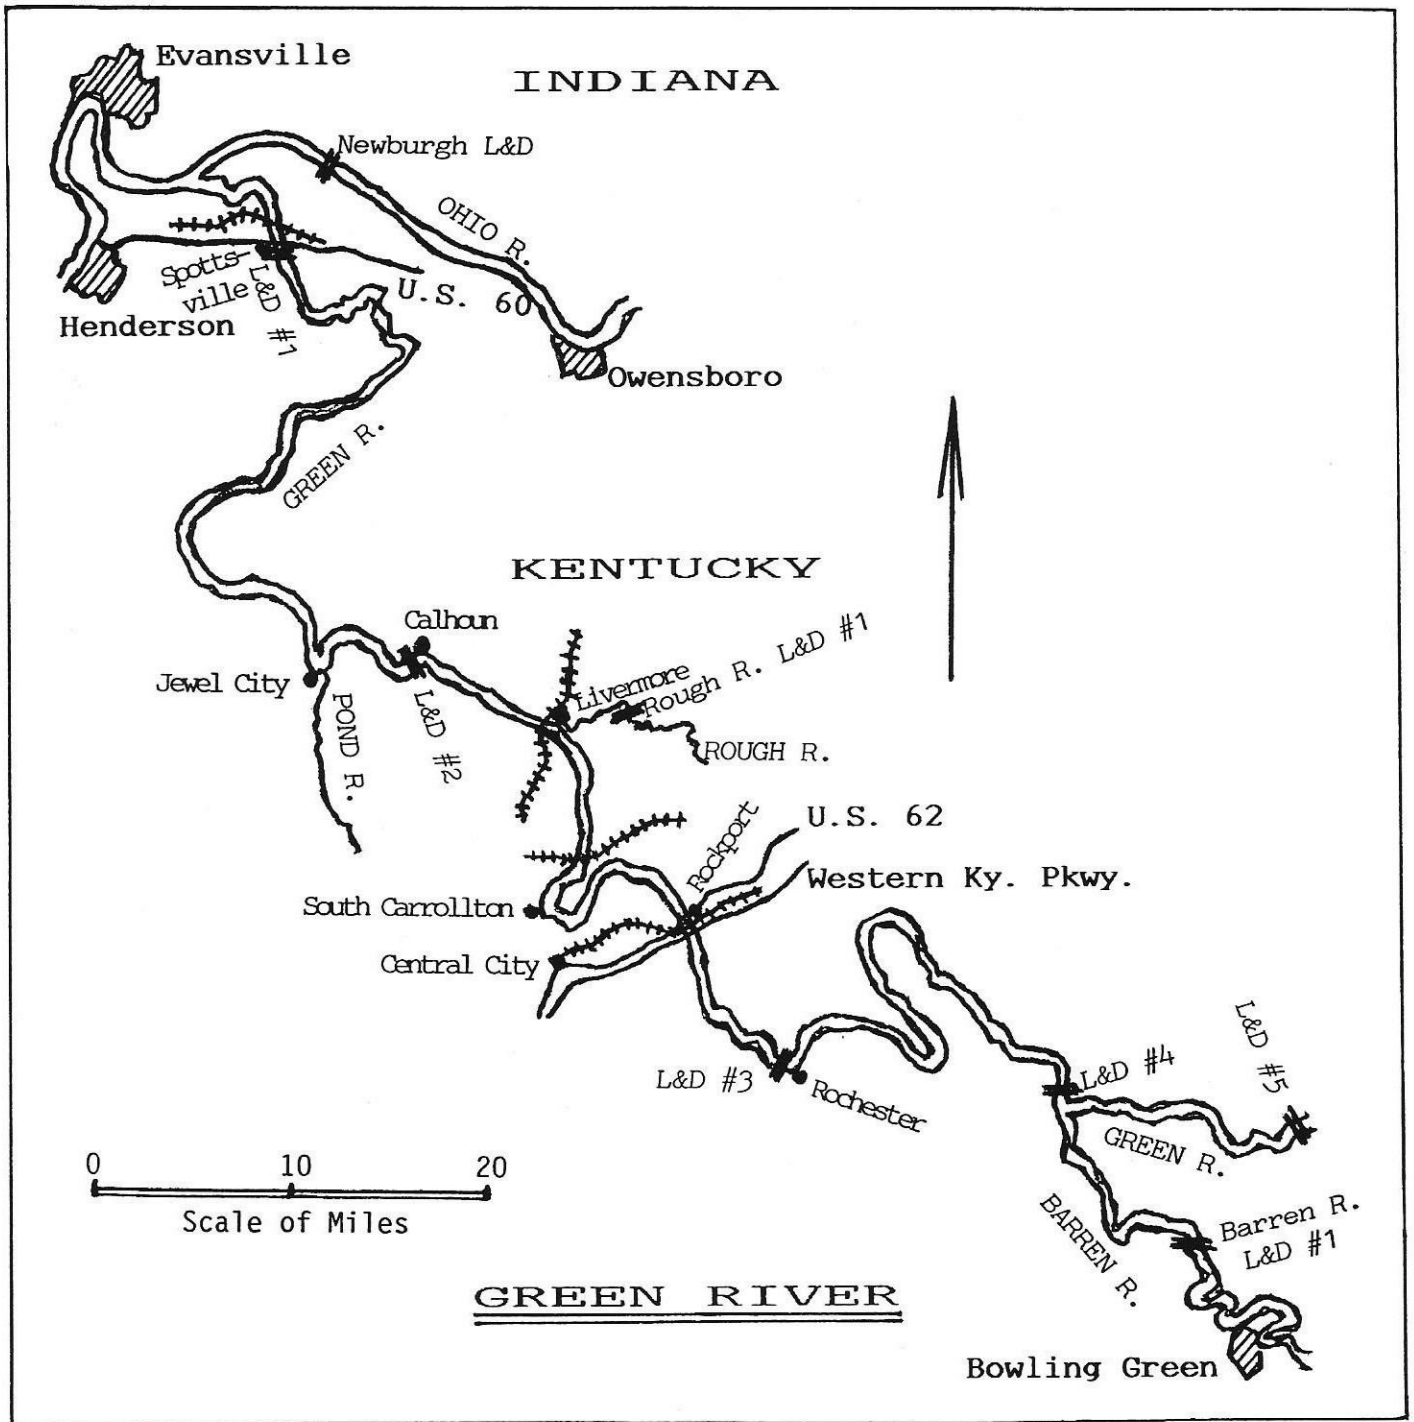 Evansville
INDIANA
Newburgh L&D
OHIO R.
Spotts-
ville
L&D #1
U.S. 60
Henderson
Owensboro
GREEN R.
KENTUCKY
Calhoun
Jewel City
POND R.
L&D #2
Livermore
Rough R. L&D #1
ROUGH R.
Rockport
U.S. 62
Western Ky. Pkwy.
South Carrollton
Central City
L&D #3
Rochester
L&D #4
L&D #5
GREEN R.
BARREN R.
Barren R.
L&D #1
0 10 20
Scale of Miles
GREEN RIVER
Bowling Green